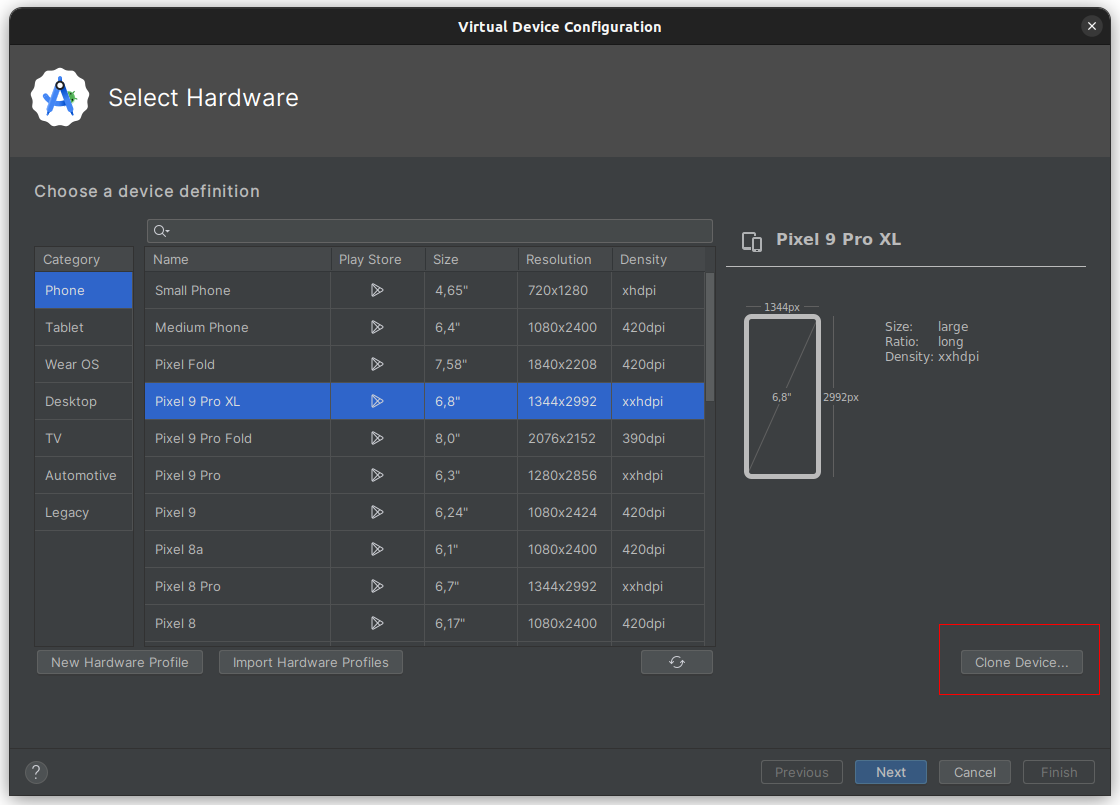 Virtual Device Configuration
Select Hardware
Choose a device definition
Category
Phone
Tablet
Wear OS
Desktop
TV
Automotive
Legacy
Name Play Store Size Resolution Density
Small Phone 4,65" 720x1280 xhdpi
Medium Phone 6,4" 1080x2400 420dpi
Pixel Fold 7,58" 1840x2208 420dpi
Pixel 9 Pro XL 6,8" 1344x2992 xxhdpi
Pixel 9 Pro Fold 8,0" 2076x2152 390dpi
Pixel 9 Pro 6,3" 1280x2856 xxhdpi
Pixel 9 6,24" 1080x2424 420dpi
Pixel 8a 6,1" 1080x2400 420dpi
Pixel 8 Pro 6,7" 1344x2992 xxhdpi
Pixel 8 6,17" 1080x2400 420dpi
New Hardware Profile Import Hardware Profiles
Pixel 9 Pro XL
1344px
6,8" 2992px
Size: large
Ratio: long
Density: xxhdpi
Clone Device...
? Previous Next Cancel Finish